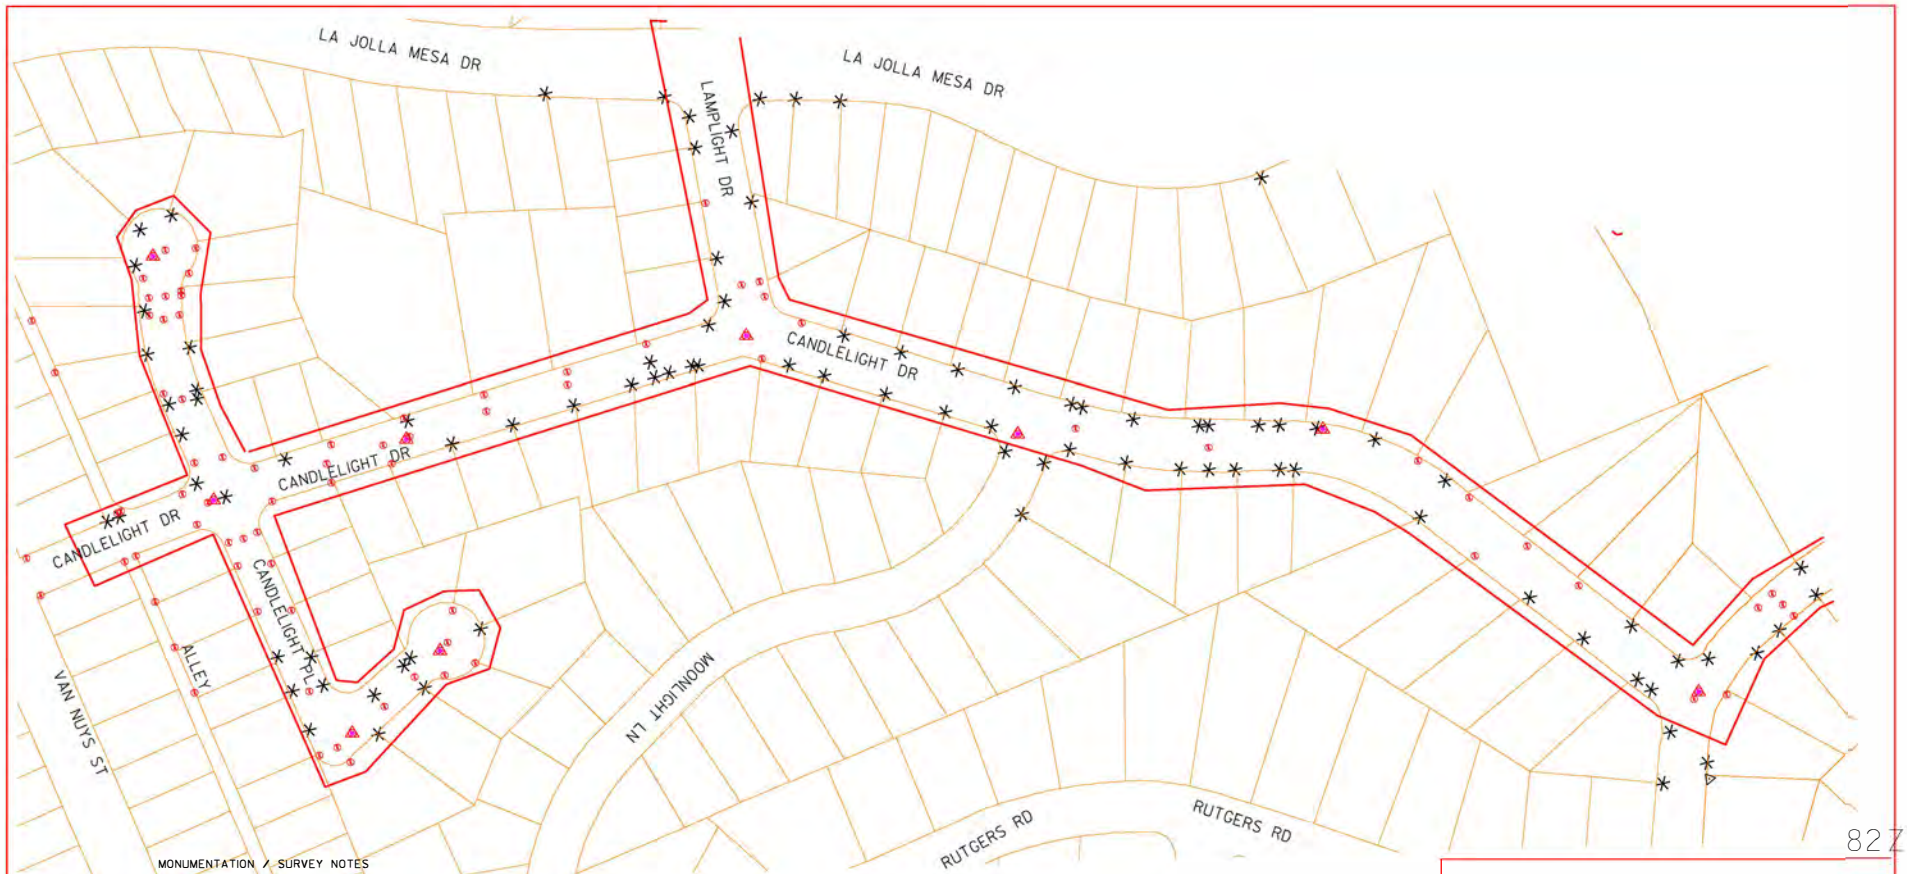 LA JOLLA MESA DR
LA JOLLA MESA DR
LAMPLIGHT DR
CANDLELIGHT DR
CANDLELIGHT DR
CANDLELIGHT DR
CANDLELIGHT PL
ALLEY
VAN NUYS ST
MOONLIGHT LN
RUTGERS RD
RUTGERS RD
82Z
MONUMENTATION / SURVEY NOTES